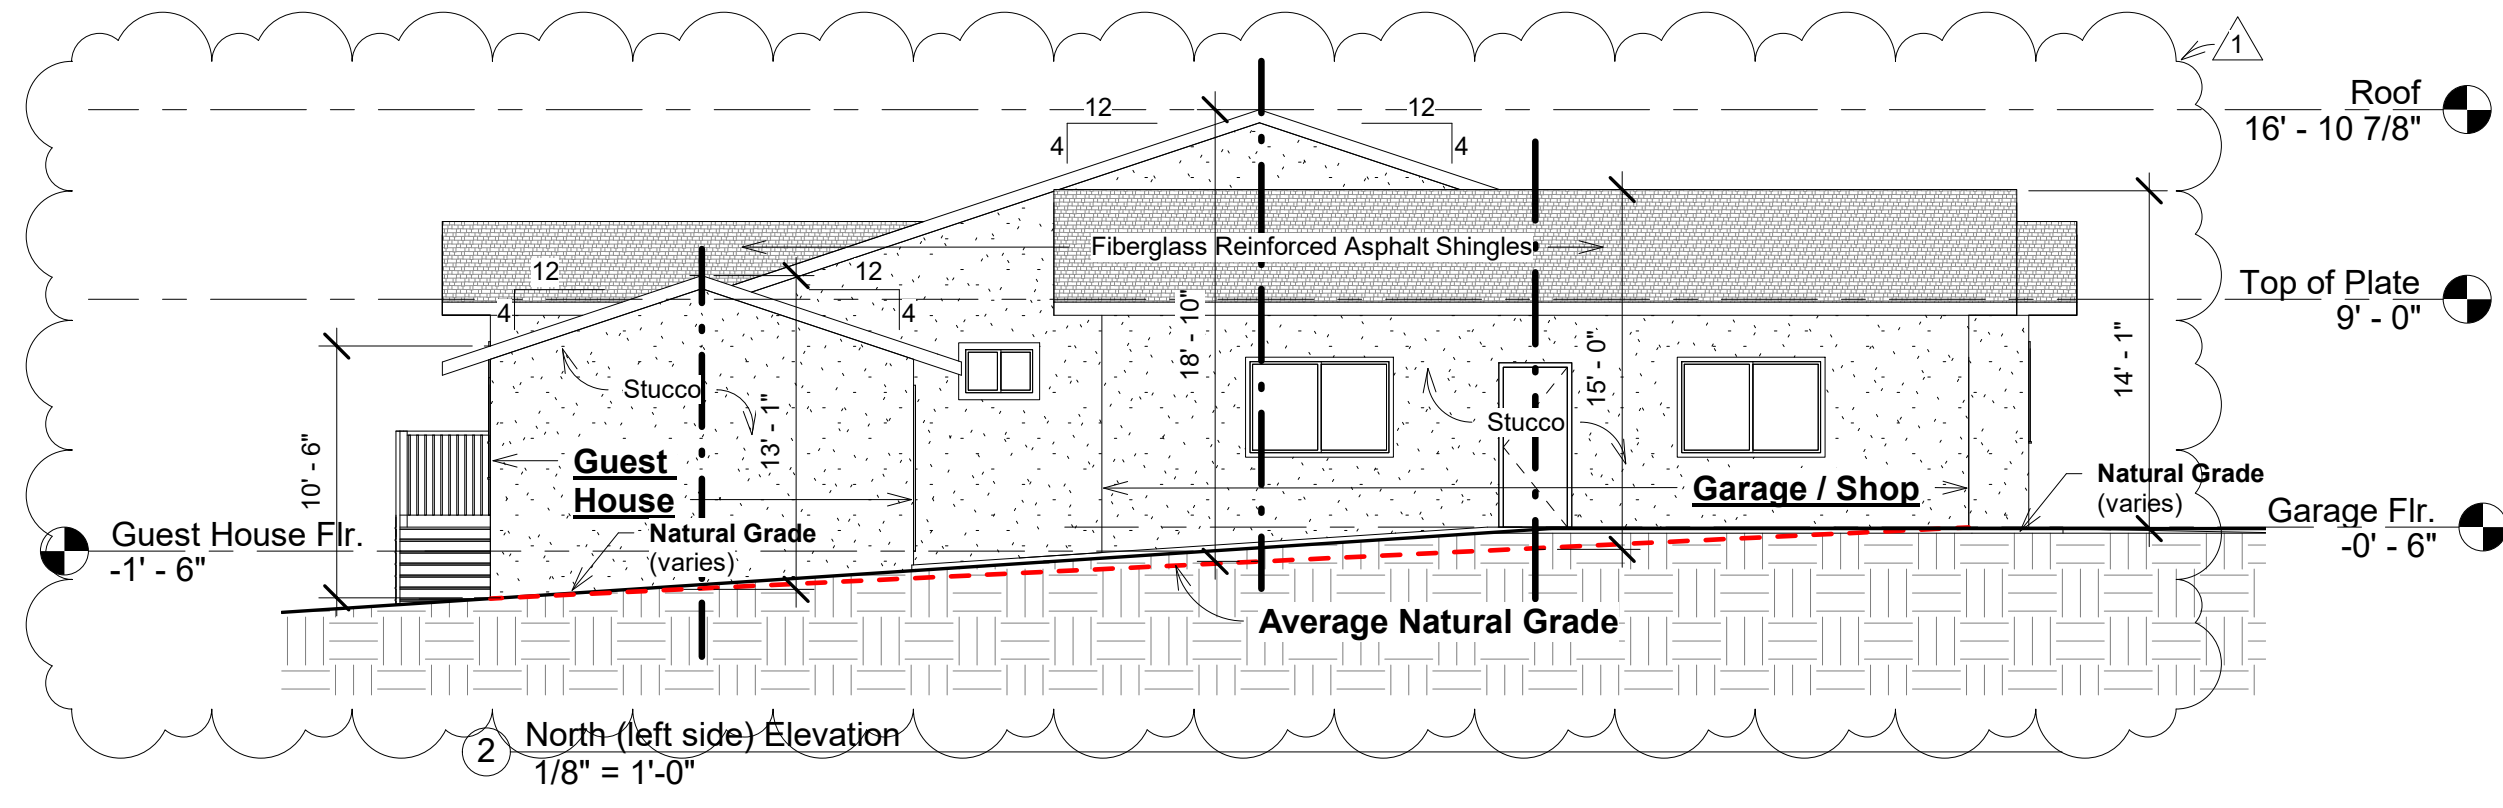 1
Roof
16' - 10 7/8"
12
12
4
4
Fiberglass Reinforced Asphalt Shingles
12
12
4
4
Top of Plate
9' - 0"
18' - 10"
15' - 0"
14' - 1"
Stucco
13' - 1"
10' - 6"
Stucco
Guest
House
Garage / Shop
Natural Grade
(varies)
Natural Grade
(varies)
Guest House Flr.
-1' - 6"
Garage Flr.
-0' - 6"
Average Natural Grade
2
North (left side) Elevation
1/8" = 1'-0"